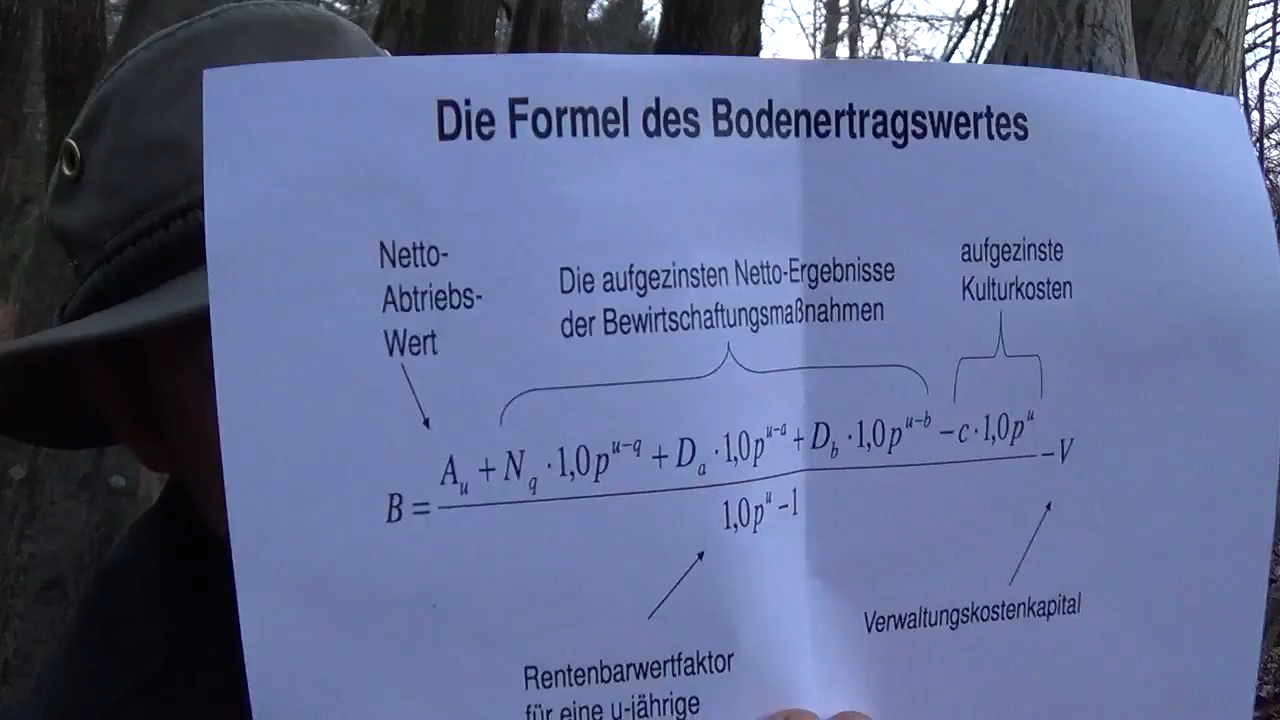 Die Formel des Bodenertragswertes
Netto-
Abtriebs-
Wert
Die aufgezinsten Netto-Ergebnisse
der Bewirtschaftungsmaßnahmen
aufgezinste
Kulturkosten
B = (A_u + N_q · 1,0p^{u-q} + D_a · 1,0p^{u-a} + D_b · 1,0p^{u-b} - c · 1,0p^u) / (1,0p^u - 1) - V
Verwaltungskostenkapital
Rentenbarwertfaktor
für eine u-jährige